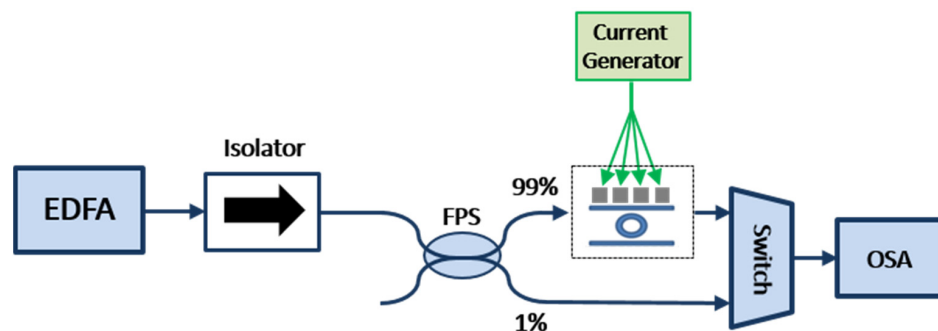 Current
Generator
Isolator
EDFA
99%
FPS
Switch
OSA
1%